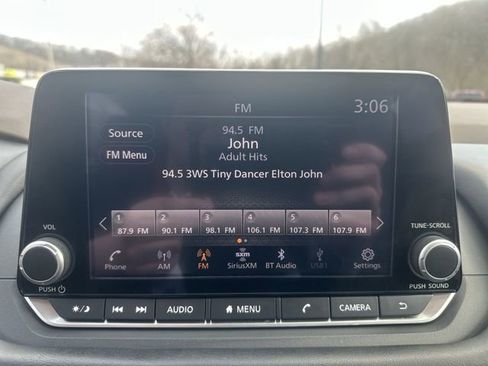 FM
3:06
Source
94.5 FM
John
FM Menu
Adult Hits
94.5 3WS Tiny Dancer Elton John
1 2 3 4 5 6
87.9 FM 90.1 FM 98.1 FM 106.1 FM 107.3 FM 107.9 FM
sxm
Phone AM FM SiriusXM BT Audio USB1 Settings
VOL
TUNE·SCROLL
PUSH
PUSH SOUND
AUDIO MENU CAMERA